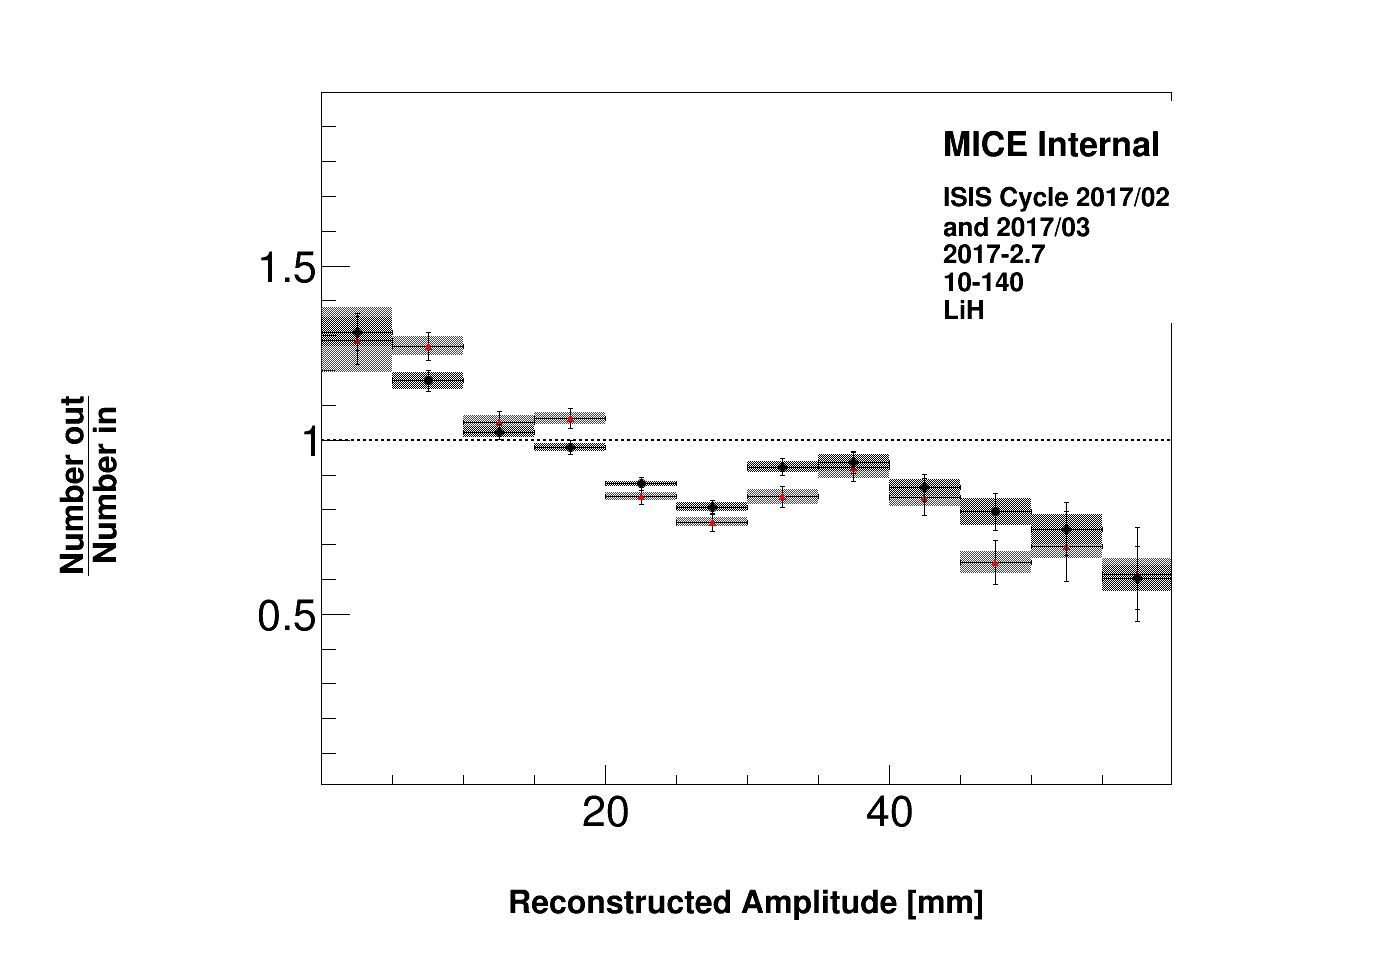 MICE Internal
ISIS Cycle 2017/02
and 2017/03
2017-2.7
10-140
LiH
1.5
1
0.5
Number out
Number in
20
40
Reconstructed Amplitude [mm]